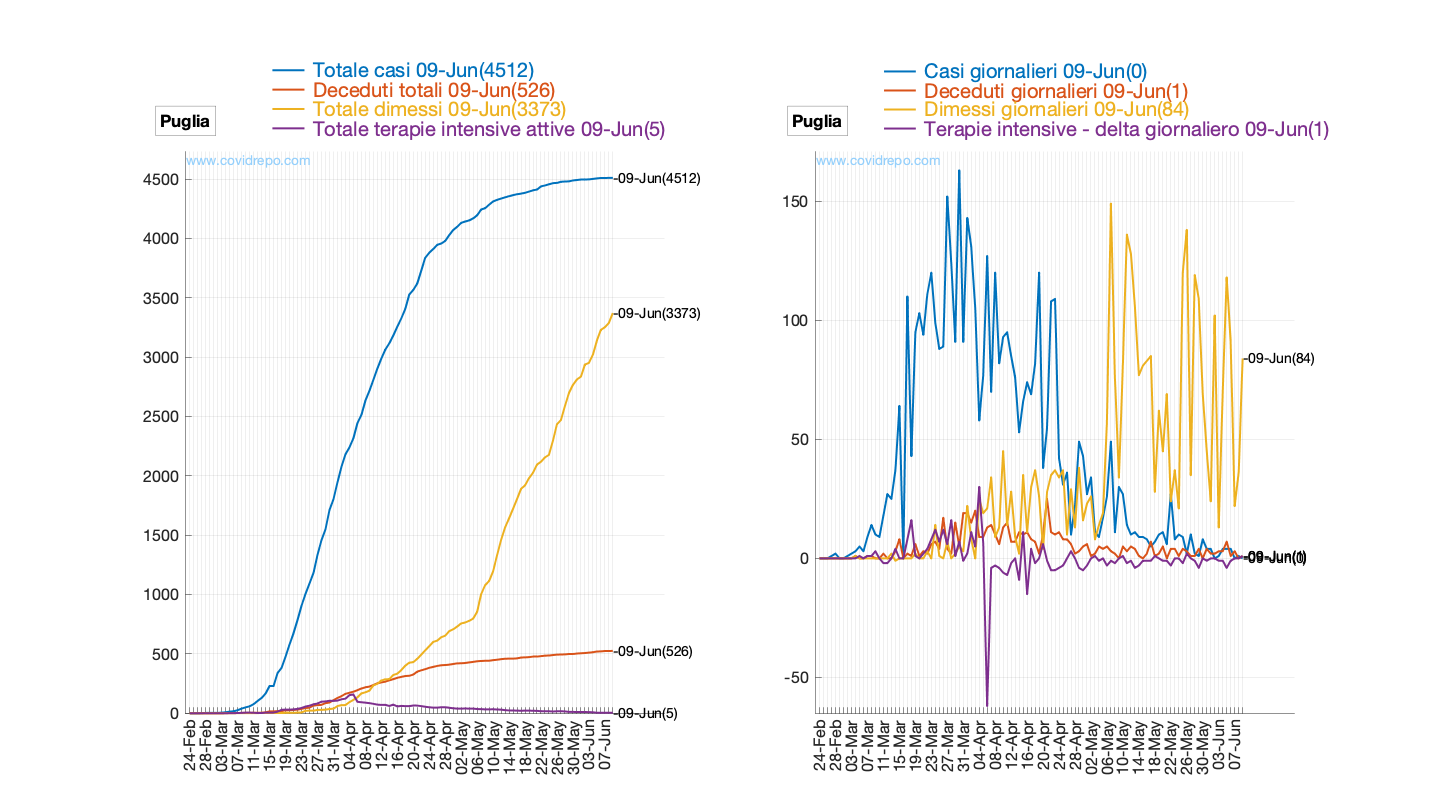 Totale casi 09-Jun(4512)
Deceduti totali 09-Jun(526)
Totale dimessi 09-Jun(3373)
Totale terapie intensive attive 09-Jun(5)
Puglia
www.covidrepo.com
4500
4000
3500
3000
2500
2000
1500
1000
500
0
-09-Jun(4512)
-09-Jun(3373)
-09-Jun(526)
-09-Jun(5)
24-Feb
28-Feb
03-Mar
07-Mar
11-Mar
15-Mar
19-Mar
23-Mar
27-Mar
31-Mar
04-Apr
08-Apr
12-Apr
16-Apr
20-Apr
24-Apr
28-Apr
02-May
06-May
10-May
14-May
18-May
22-May
26-May
30-May
03-Jun
07-Jun
Casi giornalieri 09-Jun(0)
Deceduti giornalieri 09-Jun(1)
Dimessi giornalieri 09-Jun(84)
Terapie intensive - delta giornaliero 09-Jun(1)
Puglia
www.covidrepo.com
150
100
50
0
-50
-09-Jun(84)
-09-Jun(1)
-09-Jun(0)
24-Feb
28-Feb
03-Mar
07-Mar
11-Mar
15-Mar
19-Mar
23-Mar
27-Mar
31-Mar
04-Apr
08-Apr
12-Apr
16-Apr
20-Apr
24-Apr
28-Apr
02-May
06-May
10-May
14-May
18-May
22-May
26-May
30-May
03-Jun
07-Jun